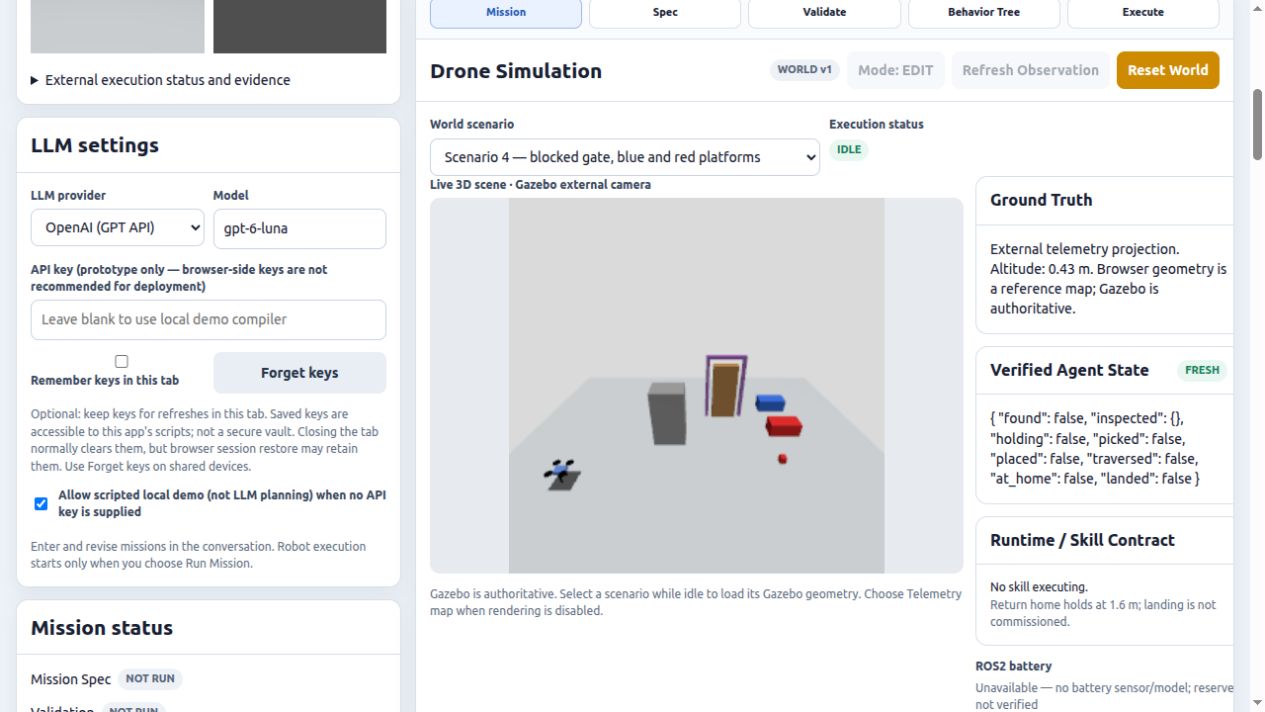 External execution status and evidence
LLM settings
LLM provider
Model
OpenAI (GPT API)
gpt-6-luna
API key (prototype only — browser-side keys are not
recommended for deployment)
Leave blank to use local demo compiler
Remember keys in this tab
Forget keys
Optional: keep keys for refreshes in this tab. Saved keys are
accessible to this app's scripts; not a secure vault. Closing the tab
normally clears them, but browser session restore may retain
them. Use Forget keys on shared devices.
Allow scripted local demo (not LLM planning) when no API
key is supplied
Enter and revise missions in the conversation. Robot execution
starts only when you choose Run Mission.
Mission status
Mission Spec NOT RUN
Validation NOT RUN
Mission
Spec
Validate
Behavior Tree
Execute
Drone Simulation
WORLD v1
Mode: EDIT
Refresh Observation
Reset World
World scenario
Execution status
Scenario 4 — blocked gate, blue and red platforms
IDLE
Live 3D scene · Gazebo external camera
Gazebo is authoritative. Select a scenario while idle to load its Gazebo geometry. Choose Telemetry
map when rendering is disabled.
Ground Truth
External telemetry projection.
Altitude: 0.43 m. Browser geometry is
a reference map; Gazebo is
authoritative.
Verified Agent State
FRESH
{ "found": false, "inspected": {},
"holding": false, "picked": false,
"placed": false, "traversed": false,
"at_home": false, "landed": false }
Runtime / Skill Contract
No skill executing.
Return home holds at 1.6 m; landing is not
commissioned.
ROS2 battery
Unavailable — no battery sensor/model; reserve
not verified